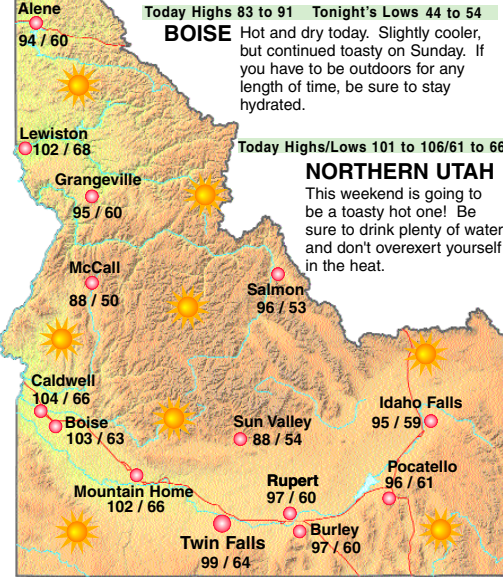 Alene
94 / 60
Today Highs 83 to 91 Tonight's Lows 44 to 54
BOISE Hot and dry today. Slightly cooler,
but continued toasty on Sunday. If
you have to be outdoors for any
length of time, be sure to stay
hydrated.
Today Highs/Lows 101 to 106/61 to 66
NORTHERN UTAH
This weekend is going to
be a toasty hot one! Be
sure to drink plenty of water
and don't overexert yourself
in the heat.
Lewiston
102 / 68
Grangeville
95 / 60
McCall
88 / 50
Salmon
96 / 53
Caldwell
104 / 66
Boise
103 / 63
Sun Valley
88 / 54
Idaho Falls
95 / 59
Mountain Home
102 / 66
Rupert
97 / 60
Pocatello
96 / 61
Twin Falls
99 / 64
Burley
97 / 60